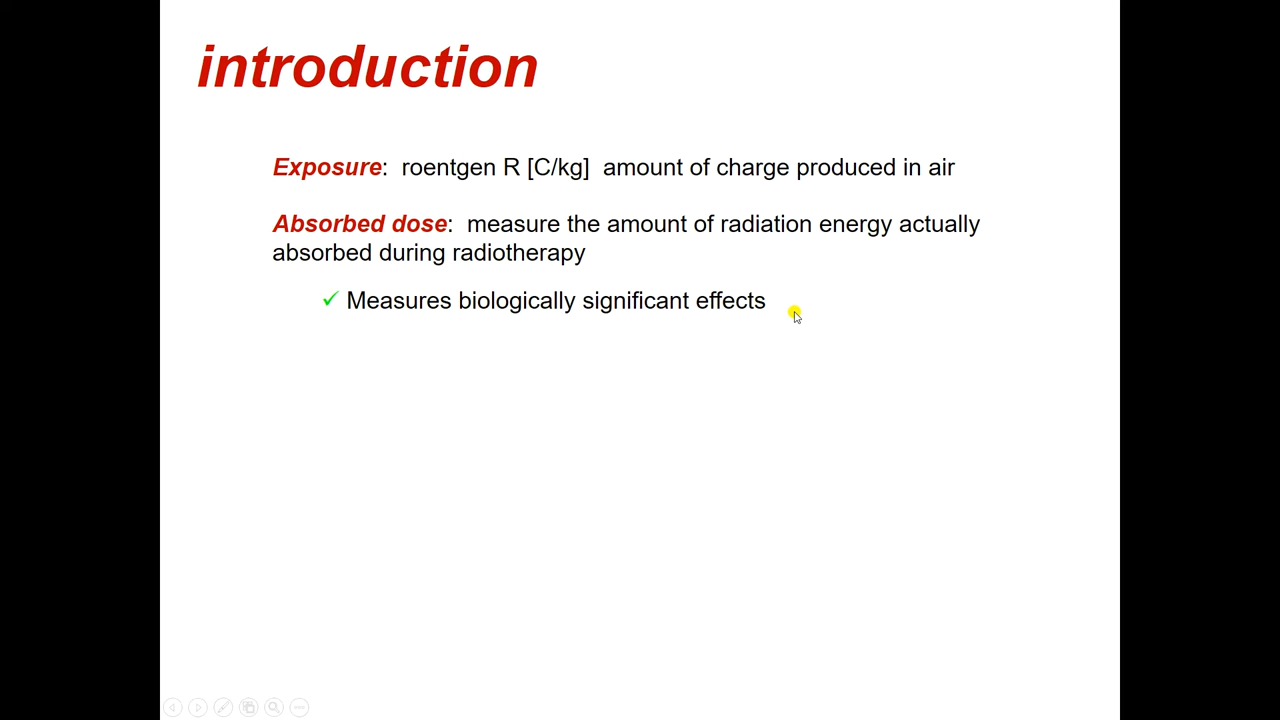 introduction
Exposure: roentgen R [C/kg] amount of charge produced in air
Absorbed dose: measure the amount of radiation energy actually
absorbed during radiotherapy
✓ Measures biologically significant effects